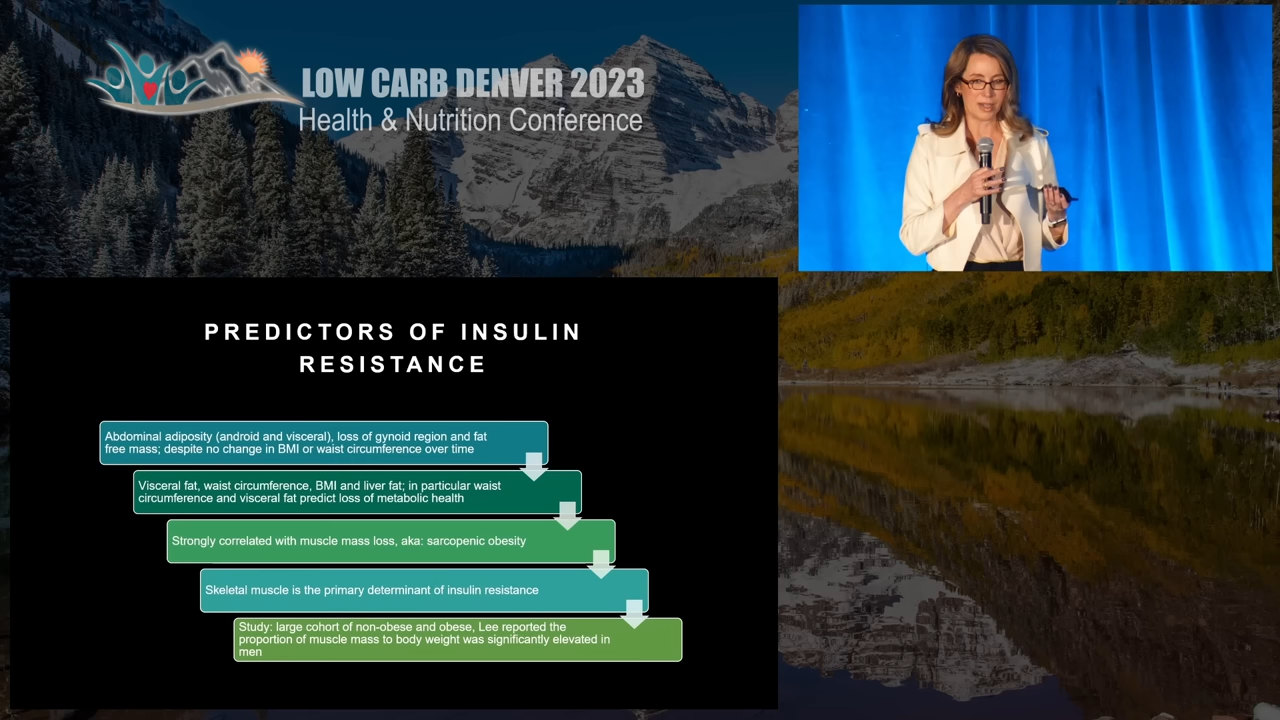 LOW CARB DENVER 2023
Health & Nutrition Conference
PREDICTORS OF INSULIN
RESISTANCE
Abdominal adiposity (android and visceral), loss of gynoid region and fat
free mass; despite no change in BMI or waist circumference over time
Visceral fat, waist circumference, BMI and liver fat; in particular waist
circumference and visceral fat predict loss of metabolic health
Strongly correlated with muscle mass loss, aka: sarcopenic obesity
Skeletal muscle is the primary determinant of insulin resistance
Study: large cohort of non-obese and obese, Lee reported the
proportion of muscle mass to body weight was significantly elevated in
men